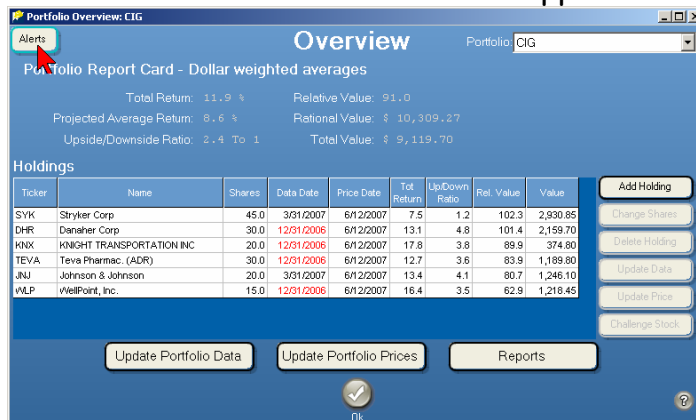 Portfolio Overview: CIG
Alerts
Overview
Portfolio: CIG
Portfolio Report Card - Dollar weighted averages
Total Return: 11.9 %
Relative Value: 91.0
Projected Average Return: 8.6 %
Rational Value: $ 10,309.27
Upside/Downside Ratio: 2.4 To 1
Total Value: $ 9,119.70
Holdings
Ticker Name Shares Data Date Price Date Tot Return Up/Down Ratio Rel. Value Value
SYK Stryker Corp 45.0 3/31/2007 6/12/2007 7.5 1.2 102.3 2,930.85
DHR Danaher Corp 30.0 12/31/2006 6/12/2007 13.1 4.8 101.4 2,159.70
KNX KNIGHT TRANSPORTATION INC 20.0 12/31/2006 6/12/2007 17.8 3.8 89.9 374.80
TEVA Teva Pharmac. (ADR) 30.0 12/31/2006 6/12/2007 12.7 3.6 83.9 1,189.80
JNJ Johnson & Johnson 20.0 3/31/2007 6/12/2007 13.4 4.1 80.7 1,246.10
WLP WellPoint, Inc. 15.0 12/31/2006 6/12/2007 16.4 3.5 62.9 1,218.45
Add Holding
Change Shares
Delete Holding
Update Data
Update Price
Challenge Stock
Update Portfolio Data
Update Portfolio Prices
Reports
Ok
?